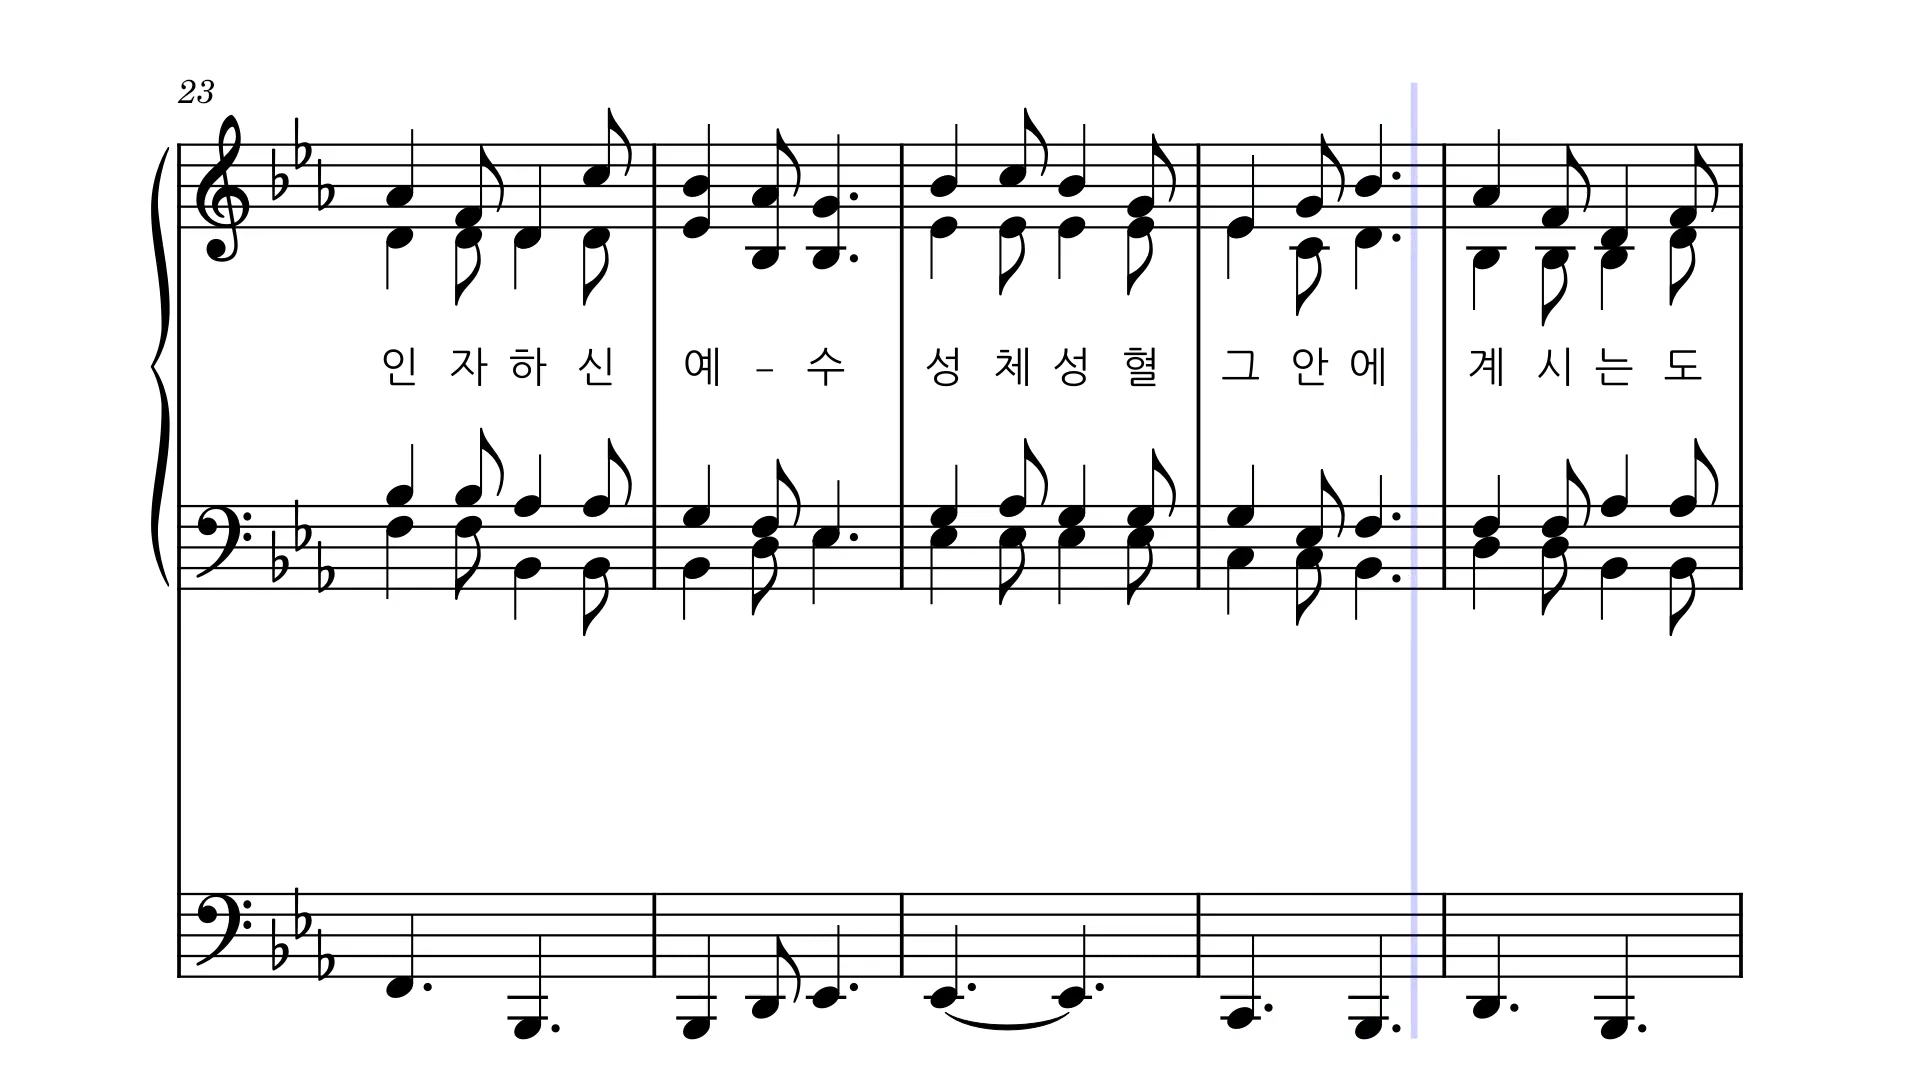 23
인 자 하 신 예 - 수 성 체 성 혈 그 안 에 계 시 는 도